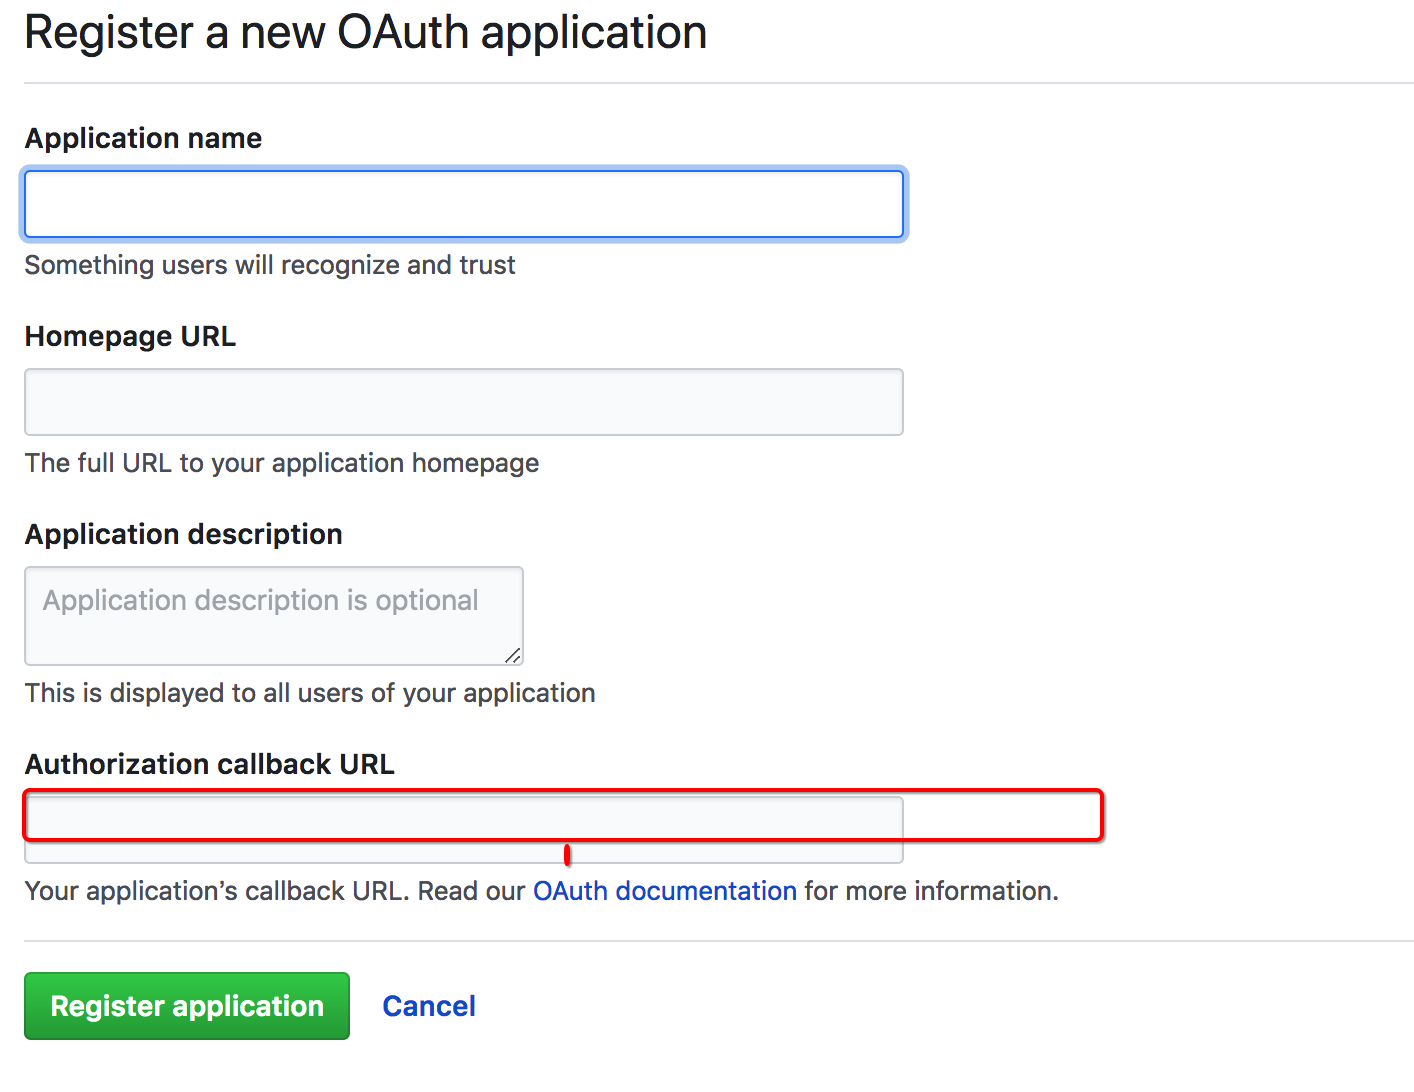 Register a new OAuth application
Application name
Something users will recognize and trust
Homepage URL
The full URL to your application homepage
Application description
Application description is optional
This is displayed to all users of your application
Authorization callback URL
Your application’s callback URL. Read our OAuth documentation for more information.
Register application Cancel